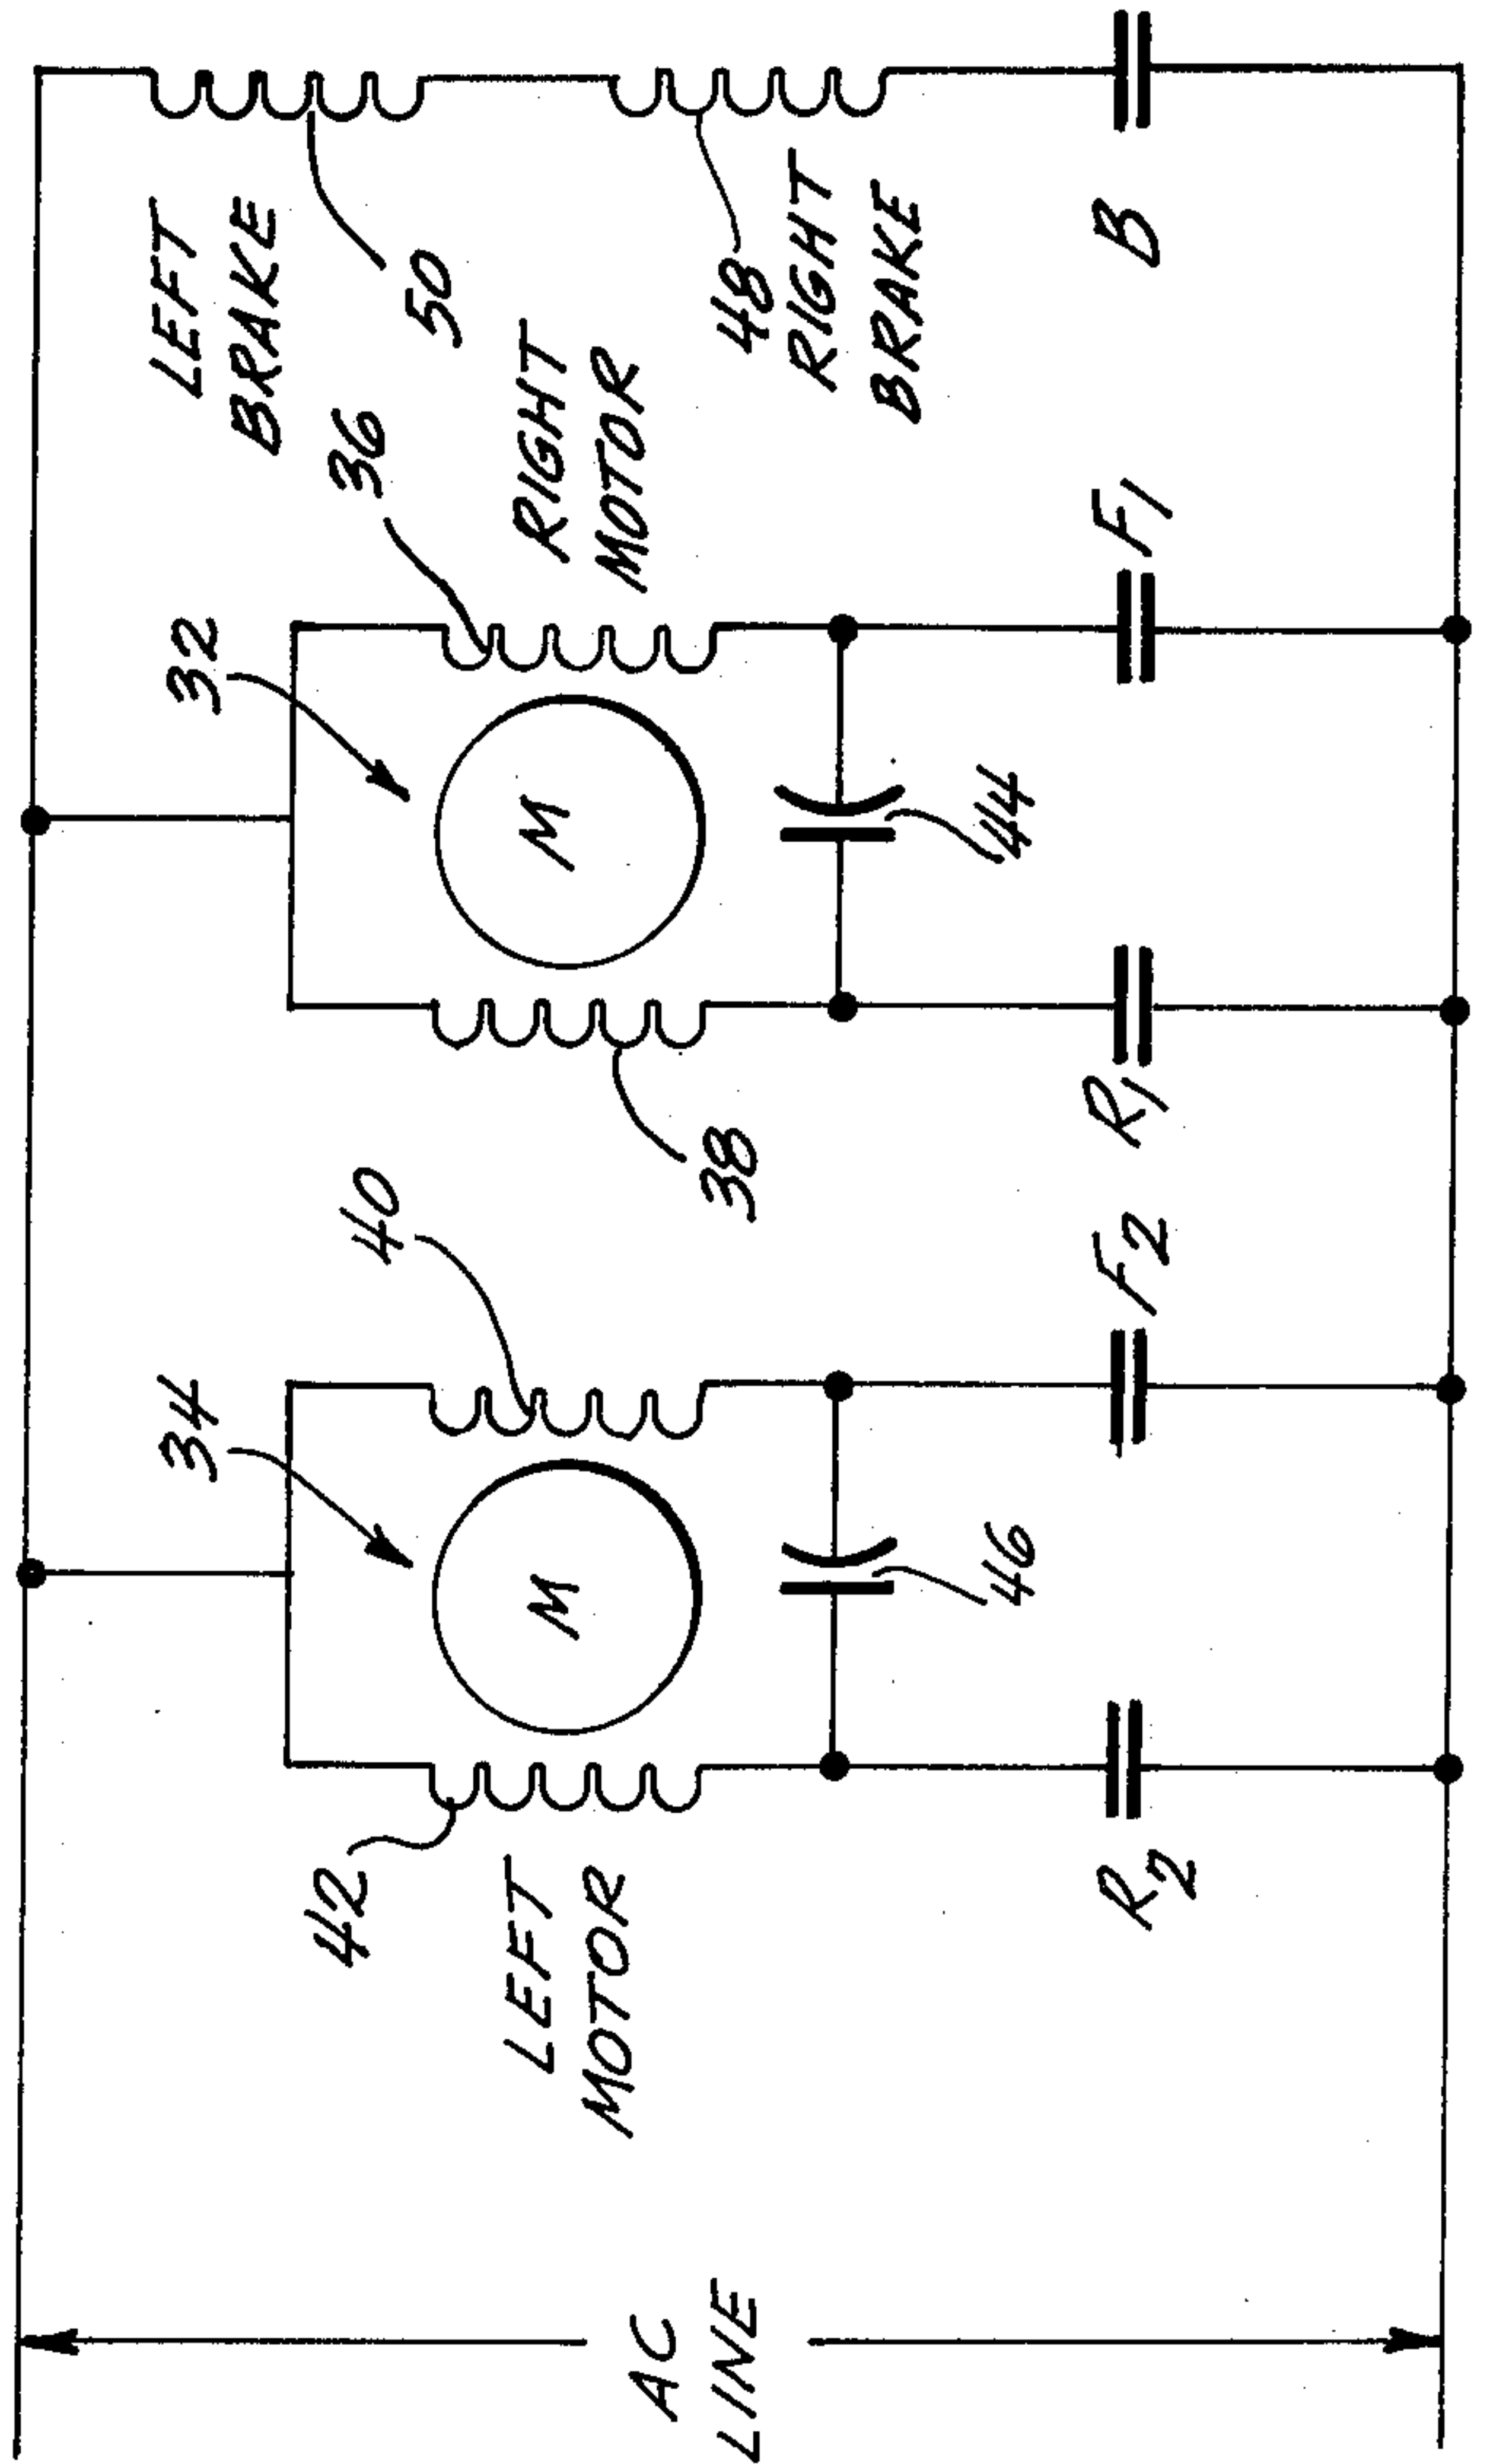 LEFT
BRAKE
50
48
RIGHT
BRAKE
B
36
RIGHT
MOTOR
32
M
44
38
F1
R1
40
34
M
46
42
LEFT
MOTOR
F2
R2
AC
LINE